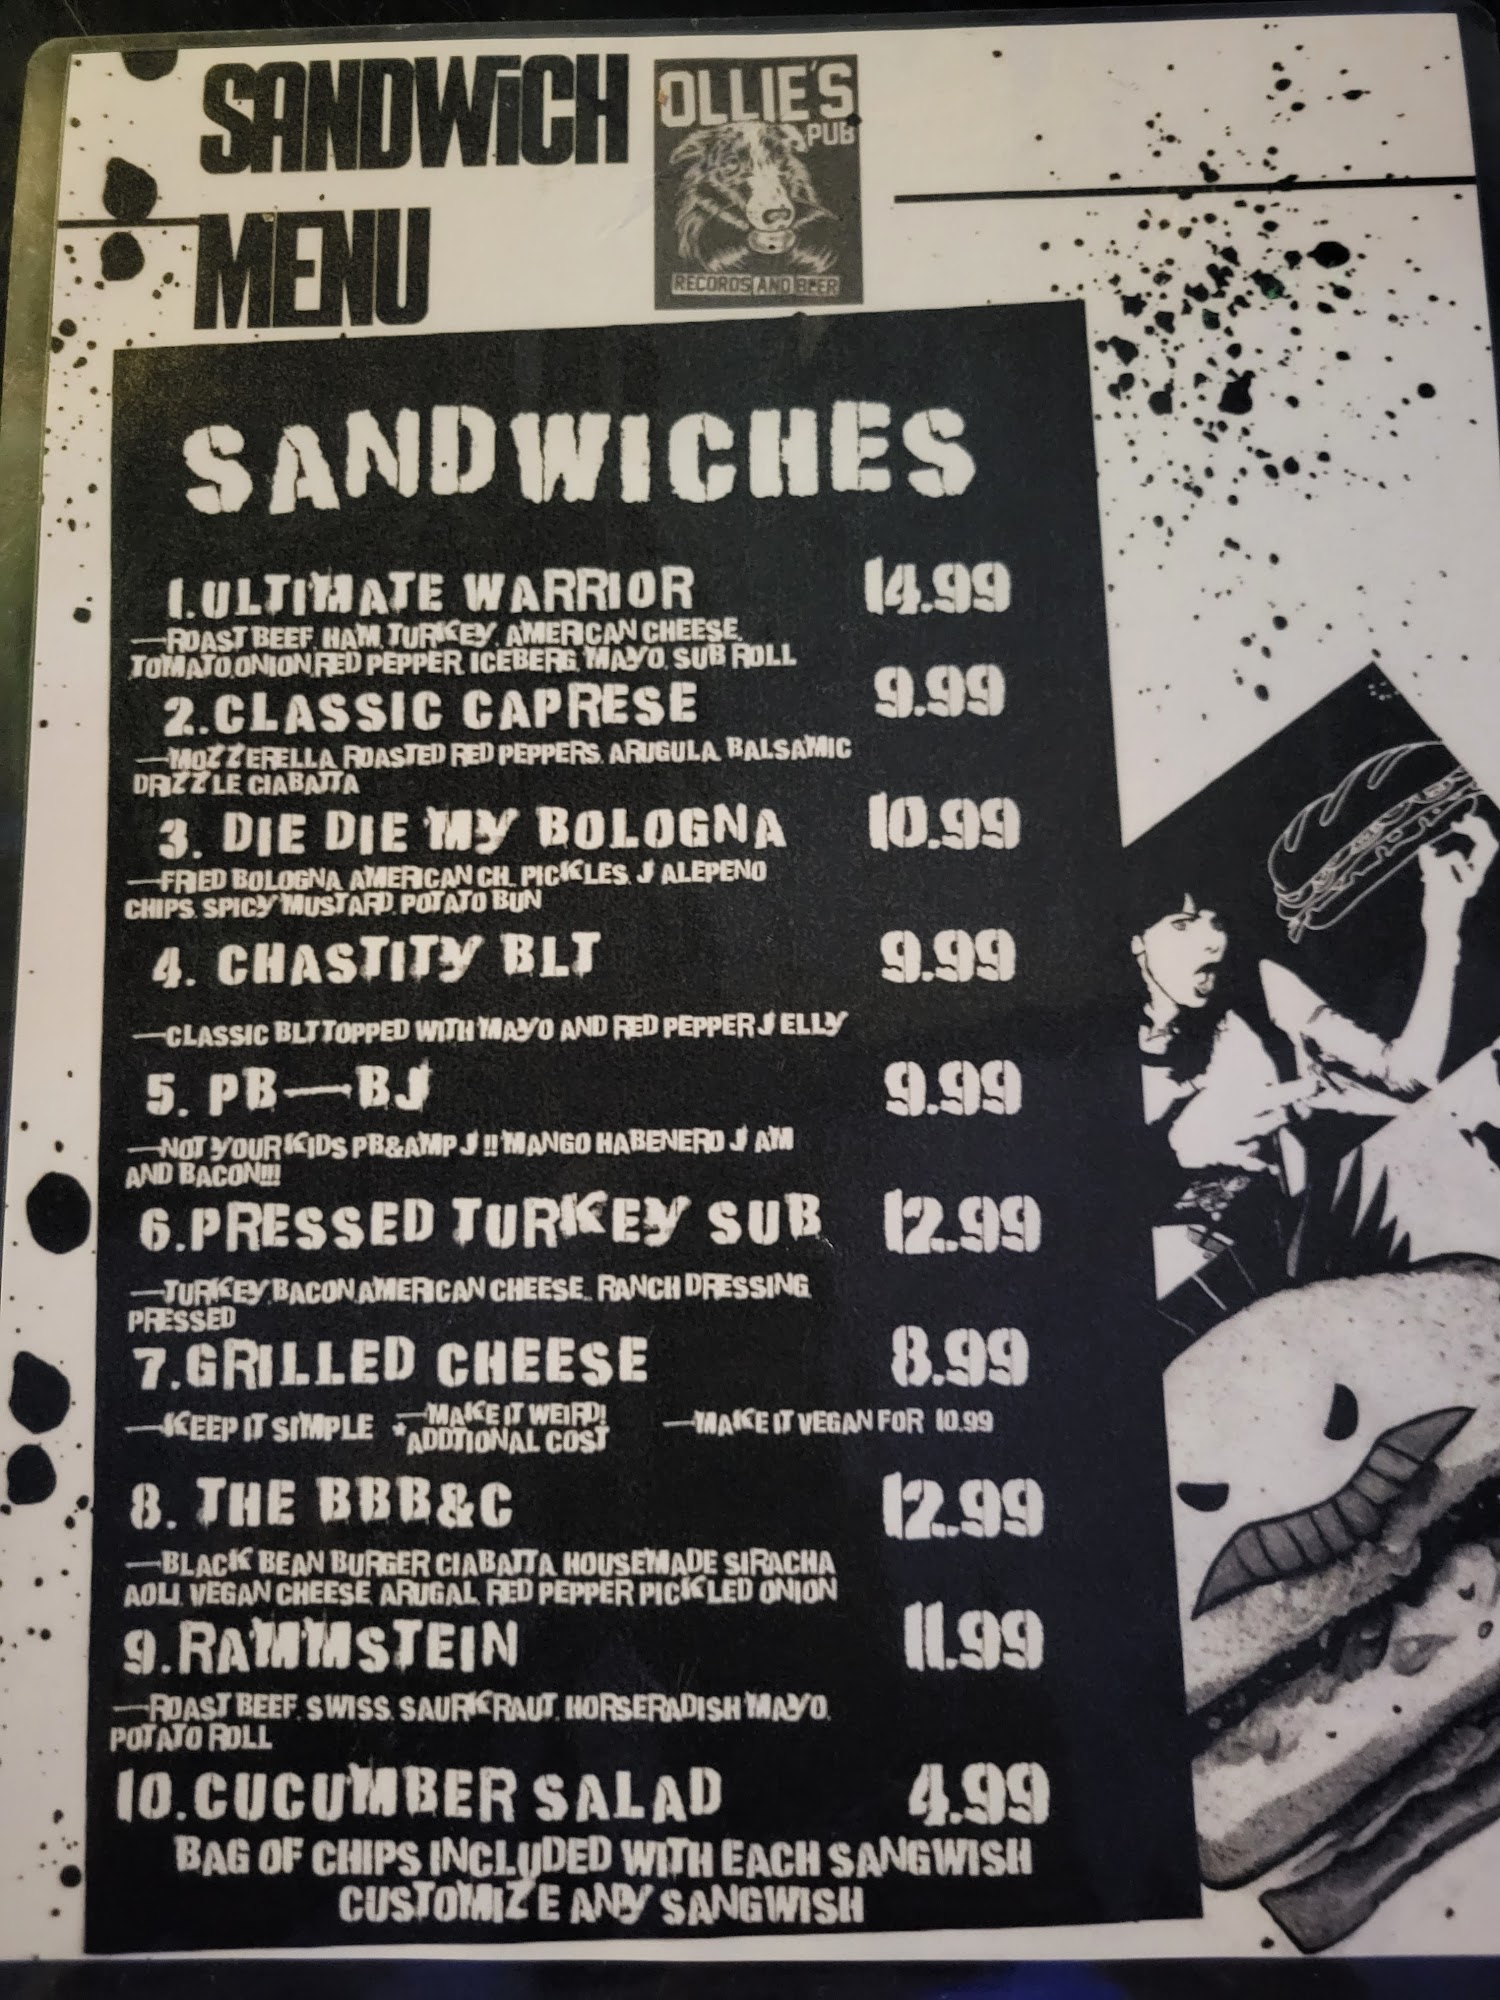 SANDWiCH
MENU
OLLIE'S
PUB
RECORDS AND BEER
SANDWICHES
1.ULTIMATE WARRIOR 14.99
—ROAST BEEF, HAM, TURKEY, AMERICAN CHEESE,
TOMATO,ONION,RED PEPPER, ICEBERG, MAYO, SUB ROLL
2.CLASSIC CAPRESE 9.99
—MOZZERELLA, ROASTED RED PEPPERS, ARUGULA, BALSAMIC
DRIZZLE, CIABATTA
3. DIE DIE MY BOLOGNA 10.99
—FRIED BOLOGNA, AMERICAN CH, PICKLES, JALEPENO
CHIPS, SPICY MUSTARD, POTATO BUN
4. CHASTITY BLT 9.99
—CLASSIC BLT TOPPED WITH MAYO AND RED PEPPER JELLY
5. PB—BJ 9.99
—NOT YOUR KIDS PB&AMP J !! MANGO HABENERO JAM
AND BACON!!!
6.PRESSED TURKEY SUB 12.99
—TURKEY,BACON,AMERICAN CHEESE, RANCH DRESSING,
PRESSED
7.GRILLED CHEESE 8.99
—KEEP IT SIMPLE —MAKE IT WEIRD! —MAKE IT VEGAN FOR 10.99
*ADDTIONAL COST
8. THE BBB&C 12.99
—BLACK BEAN BURGER CIABATTA, HOUSEMADE SIRACHA
AOLI, VEGAN CHEESE, ARUGAL, RED PEPPER PICKLED ONION
9.RAMMSTEIN 11.99
—ROAST BEEF, SWISS, SAURKRAUT, HORSERADISH MAYO,
POTATO ROLL
10.CUCUMBER SALAD 4.99
BAG OF CHIPS INCLUDED WITH EACH SANGWISH
CUSTOMIZE ANY SANGWISH